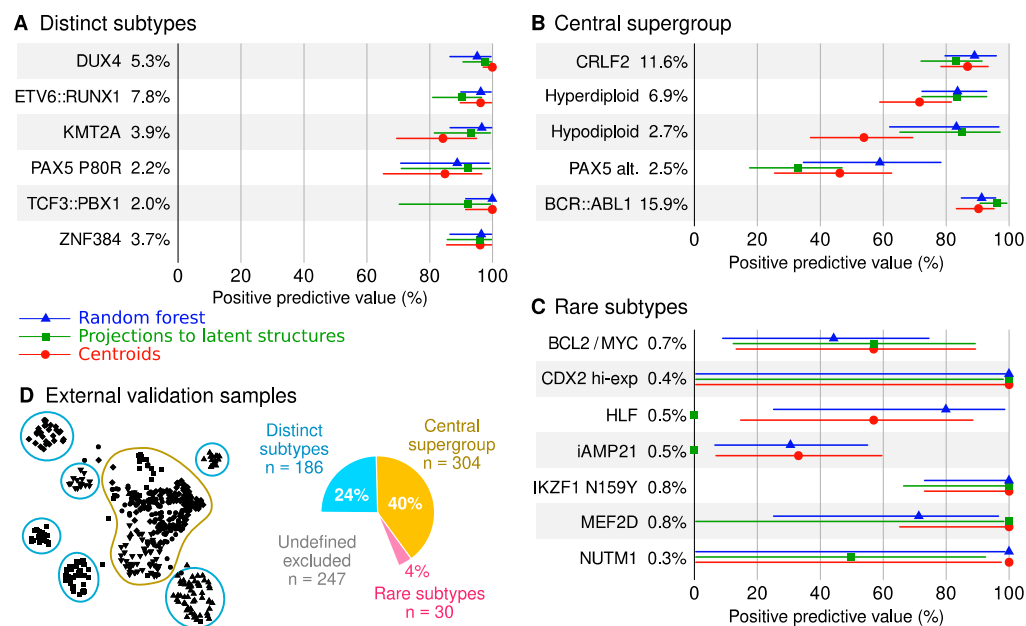 A Distinct subtypes
DUX4 5.3%
ETV6::RUNX1 7.8%
KMT2A 3.9%
PAX5 P80R 2.2%
TCF3::PBX1 2.0%
ZNF384 3.7%
0 20 40 60 80 100
Positive predictive value (%)
Random forest
Projections to latent structures
Centroids
B Central supergroup
CRLF2 11.6%
Hyperdiploid 6.9%
Hypodiploid 2.7%
PAX5 alt. 2.5%
BCR::ABL1 15.9%
0 20 40 60 80 100
Positive predictive value (%)
C Rare subtypes
BCL2 / MYC 0.7%
CDX2 hi-exp 0.4%
HLF 0.5%
iAMP21 0.5%
IKZF1 N159Y 0.8%
MEF2D 0.8%
NUTM1 0.3%
0 20 40 60 80 100
Positive predictive value (%)
D External validation samples
Distinct
subtypes
n = 186
Central
supergroup
n = 304
24%
40%
Undefined
excluded
n = 247
4%
Rare subtypes
n = 30